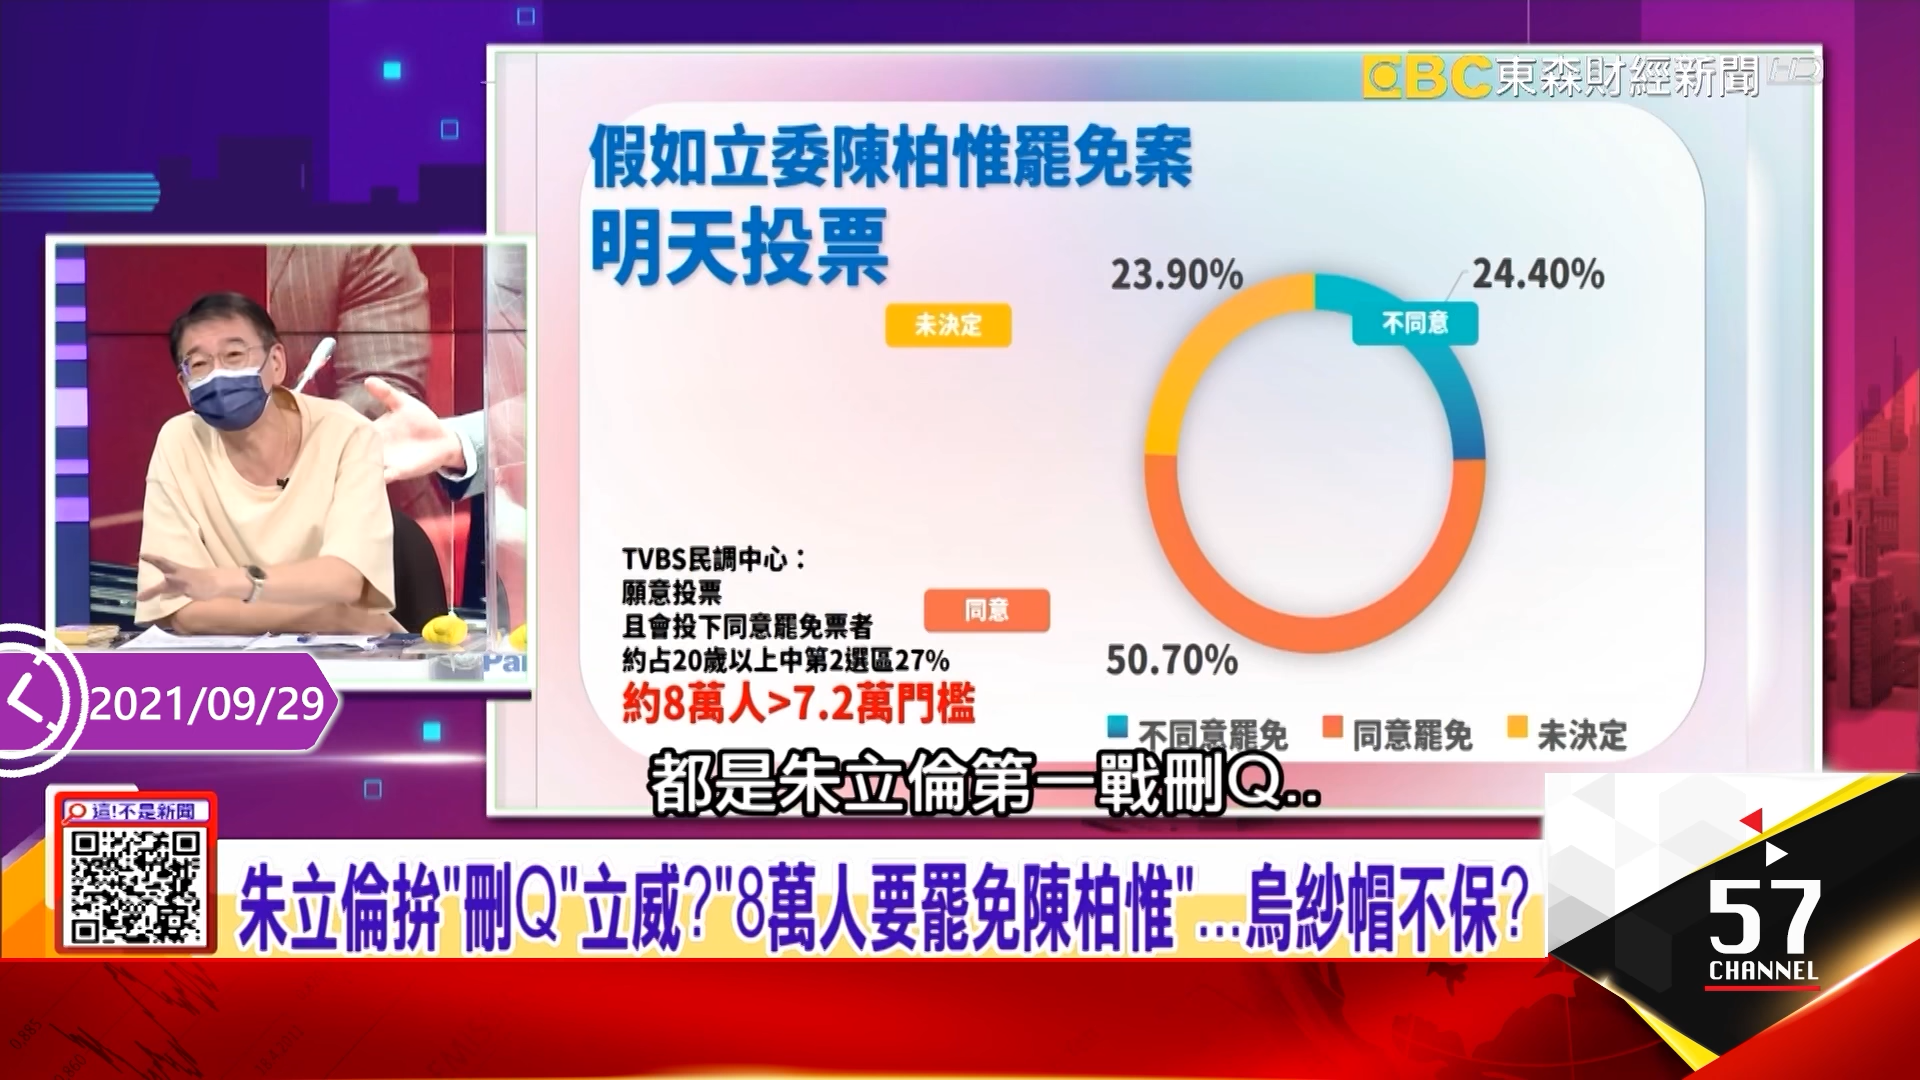 EBC東森財經新聞 HD
假如立委陳柏惟罷免案
明天投票
23.90%
24.40%
未決定
不同意
TVBS民調中心：
願意投票
且會投下同意罷免票者
約占20歲以上中第2選區27%
約8萬人>7.2萬門檻
同意
50.70%
不同意罷免 同意罷免 未決定
2021/09/29
都是朱立倫第一戰刪Q..
這!不是新聞
朱立倫拚"刪Q"立威?"8萬人要罷免陳柏惟"...烏紗帽不保?
57
CHANNEL